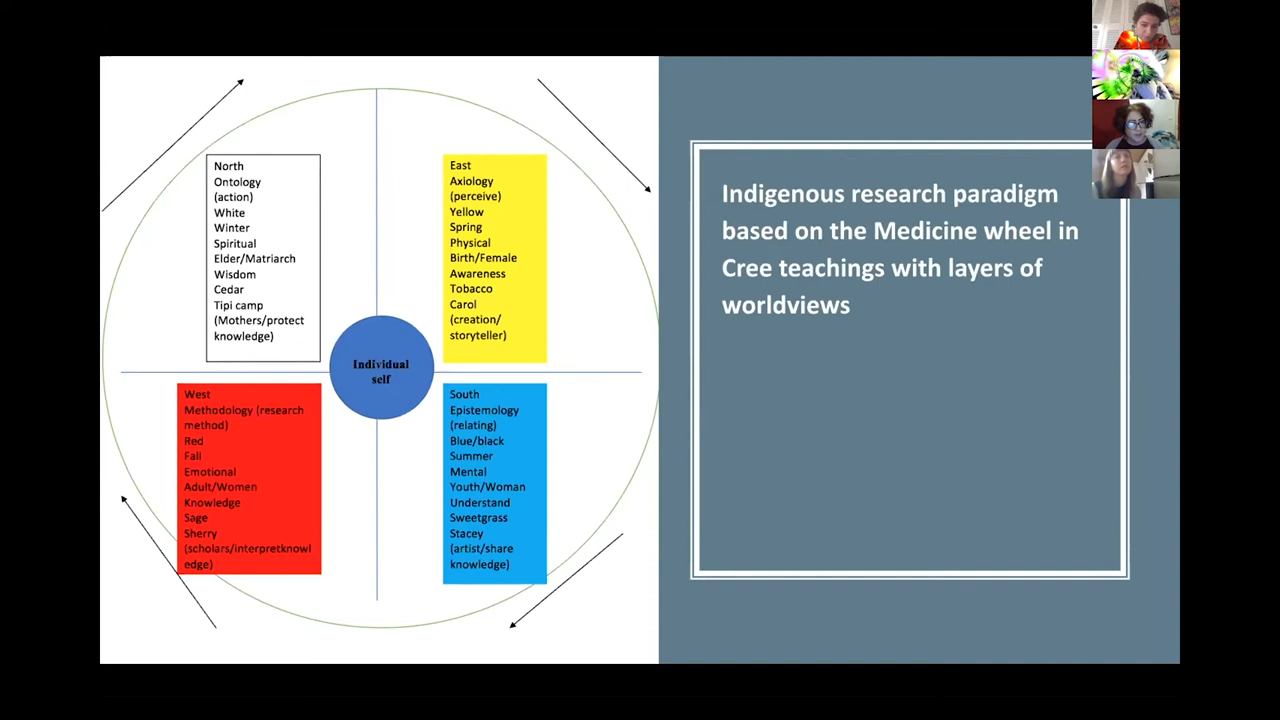 North
Ontology
(action)
White
Winter
Spiritual
Elder/Matriarch
Wisdom
Cedar
Tipi camp
(Mothers/protect
knowledge)
East
Axiology
(perceive)
Yellow
Spring
Physical
Birth/Female
Awareness
Tobacco
Carol
(creation/
storyteller)
Individual
self
West
Methodology (research
method)
Red
Fall
Emotional
Adult/Women
Knowledge
Sage
Sherry
(scholars/interpretknowl
edge)
South
Epistemology
(relating)
Blue/black
Summer
Mental
Youth/Woman
Understand
Sweetgrass
Stacey
(artist/share
knowledge)
Indigenous research paradigm
based on the Medicine wheel in
Cree teachings with layers of
worldviews